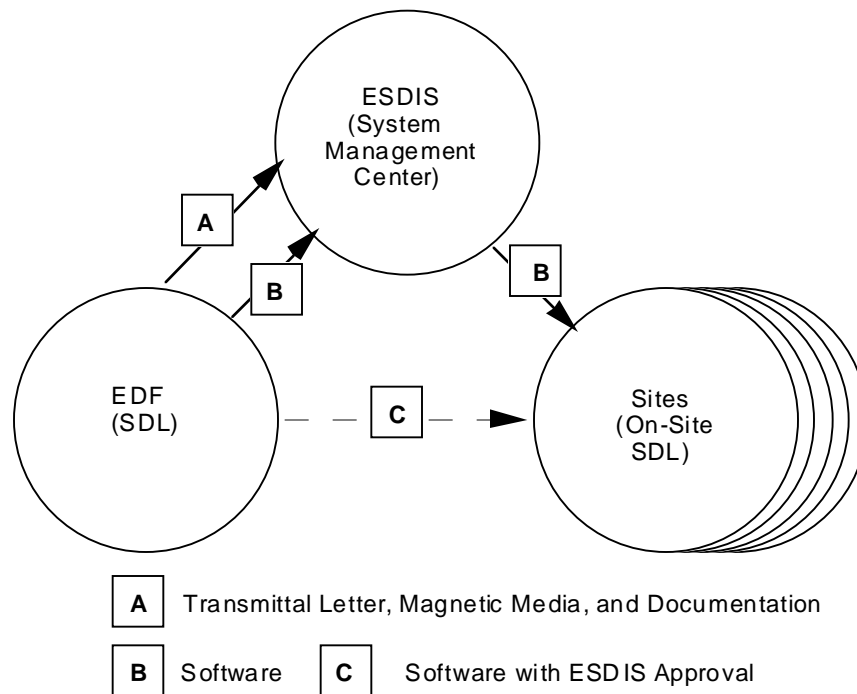 ESDIS
(System
Management
Center)
A
B
B
EDF
(SDL)
C
Sites
(On-Site
SDL)
A Transmittal Letter, Magnetic Media, and Documentation
B Software C Software with ESDIS Approval